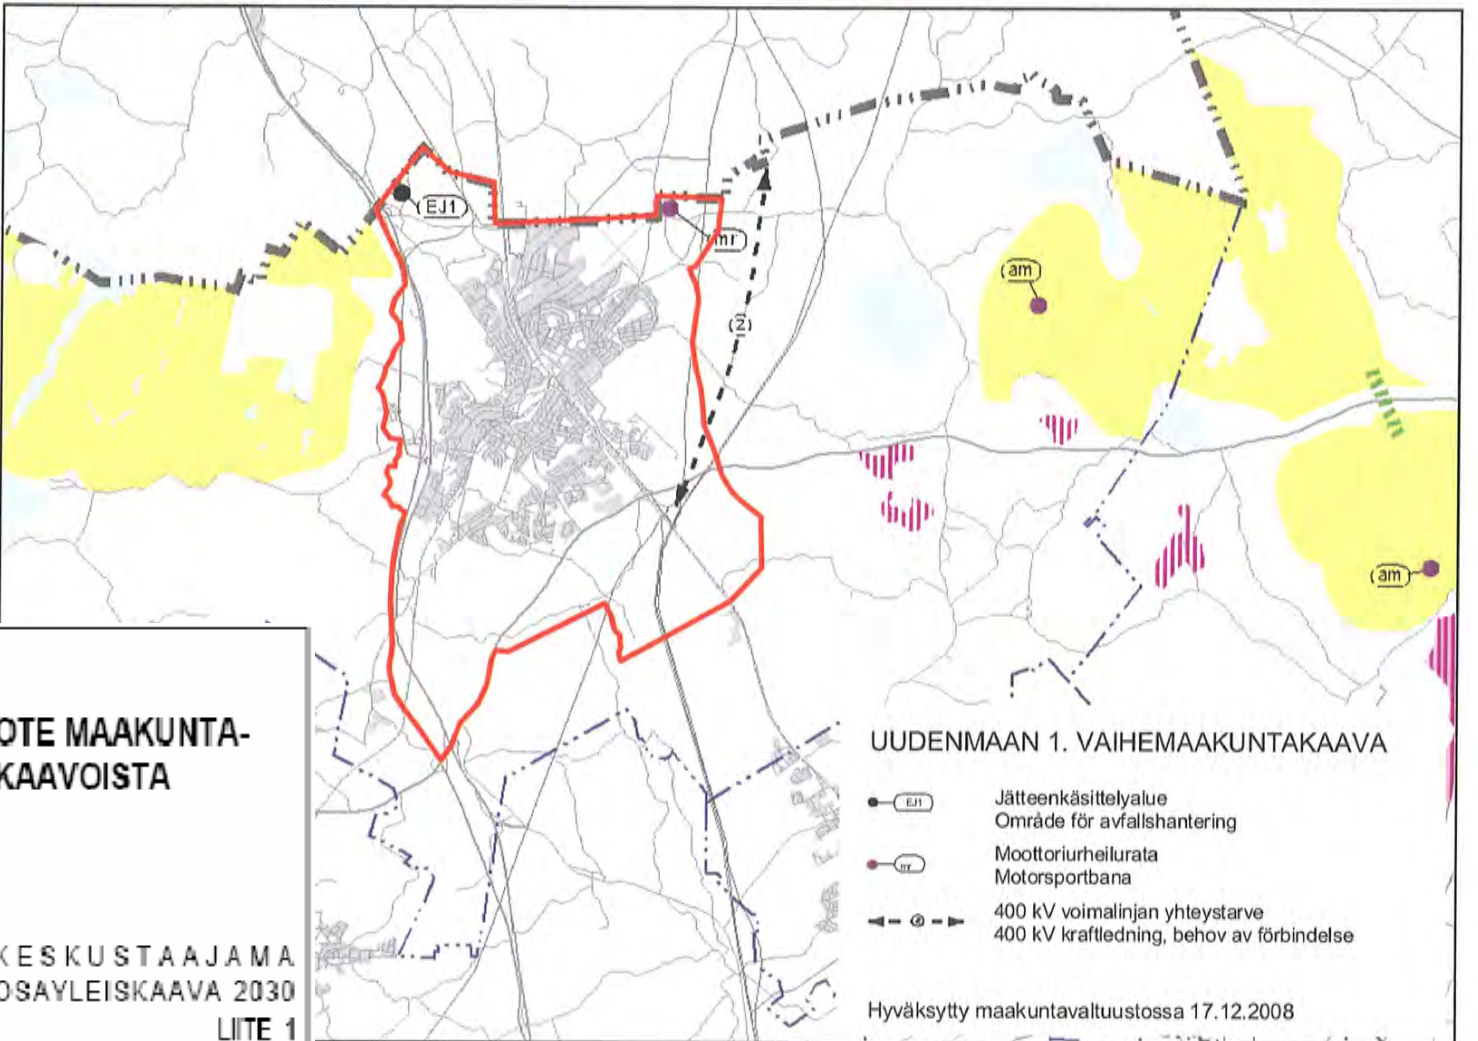 EJ1
mr
(2)
am
am
OTE MAAKUNTA-
KAAVOISTA
KESKUSTAAJAMA
OSAYLEISKAAVA 2030
LIITE 1
UUDENMAAN 1. VAIHEMAAKUNTAKAAVA
EJ1
Jätteenkäsittelyalue
Område för avfallshantering
mr
Moottoriurheilurata
Motorsportbana
400 kV voimalinjan yhteystarve
400 kV kraftledning, behov av förbindelse
Hyväksytty maakuntavaltuustossa 17.12.2008